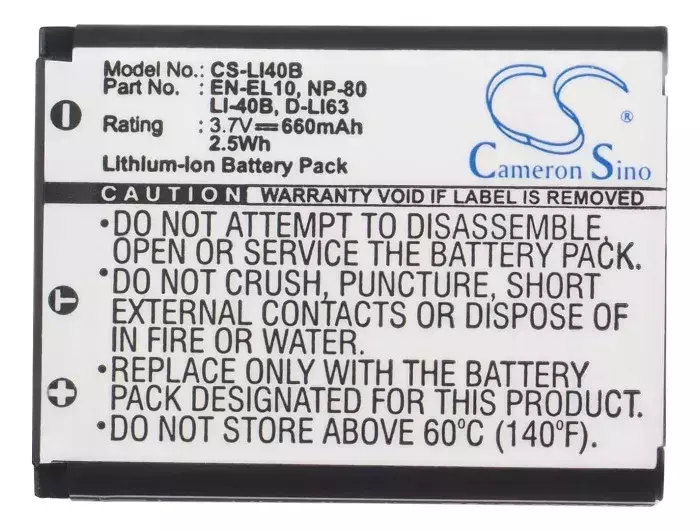 Model No.: CS-LI40B
Part No.: EN-EL10, NP-80
LI-40B, D-LI63
Rating : 3.7V⎓660mAh
2.5Wh
Lithium-Ion Battery Pack
CS
®
Cameron Sino
CAUTION WARRANTY VOID IF LABEL IS REMOVED
•DO NOT ATTEMPT TO DISASSEMBLE,
OPEN OR SERVICE THE BATTERY PACK.
•DO NOT CRUSH, PUNCTURE, SHORT
EXTERNAL CONTACTS OR DISPOSE OF
IN FIRE OR WATER.
•REPLACE ONLY WITH THE BATTERY
PACK DESIGNATED FOR THIS EQUIPMENT.
•DO NOT STORE ABOVE 60°C (140°F).
T
+